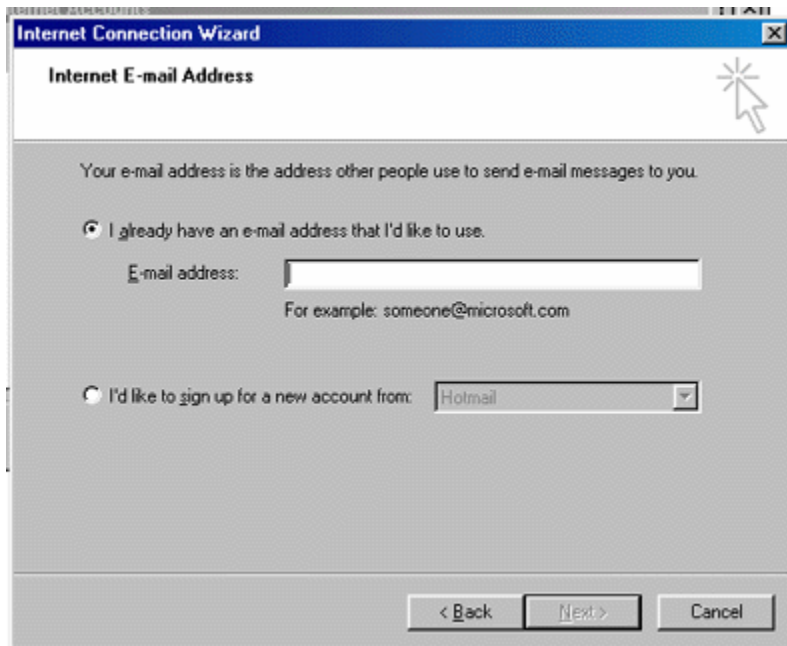 Internet Accounts
Internet Connection Wizard
Internet E-mail Address
Your e-mail address is the address other people use to send e-mail messages to you.
I already have an e-mail address that I'd like to use.
E-mail address:
For example: someone@microsoft.com
I'd like to sign up for a new account from: Hotmail
< Back Next > Cancel